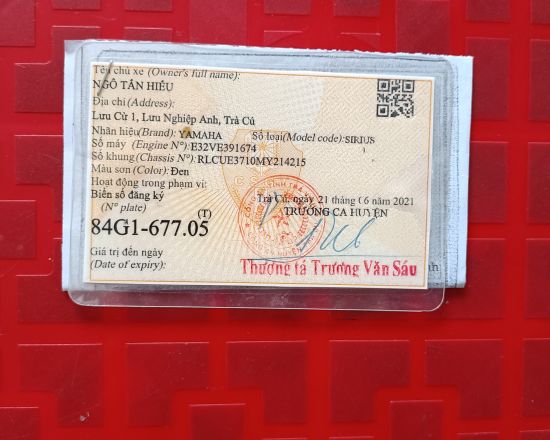 Tên chủ xe (Owner's full name):
NGÔ TẤN HIẾU
Địa chỉ (Address):
Lưu Cừ 1, Lưu Nghiệp Anh, Trà Cú
Nhãn hiệu (Brand): YAMAHA Số loại (Model code): SIRIUS
Số máy (Engine N°): E32VE391674
Số khung (Chassis N°): RLCUE3710MY214215
Màu sơn (Color): Đen
Hoạt động trong phạm vi:
Biển số đăng ký
(N° plate) (T)
84G1-677.05
Giá trị đến ngày
(Date of expiry):
Trà Cú, ngày 21 tháng 06 năm 2021
TRƯỞNG CA HUYỆN
Thượng tá Trương Văn Sáu